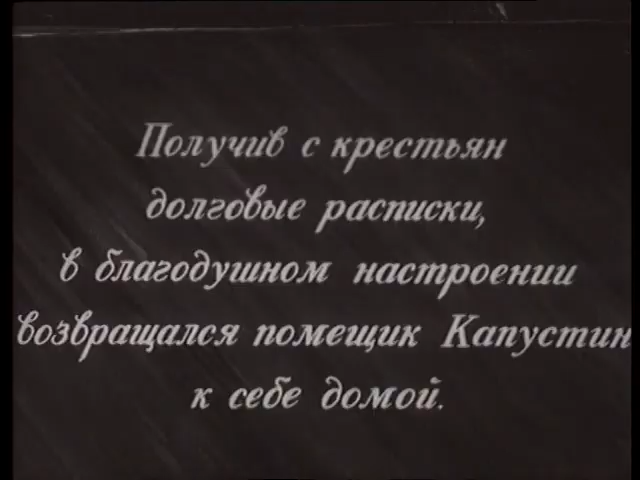 Получив с крестьян
долговые расписки,
в благодушном настроении
возвращался помещик Капустин
к себе домой.